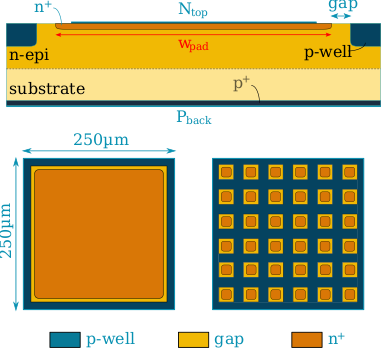 n⁺ N_top gap
w_pad
n-epi p-well
substrate p⁺
P_back
250µm
250µm
p-well gap n⁺